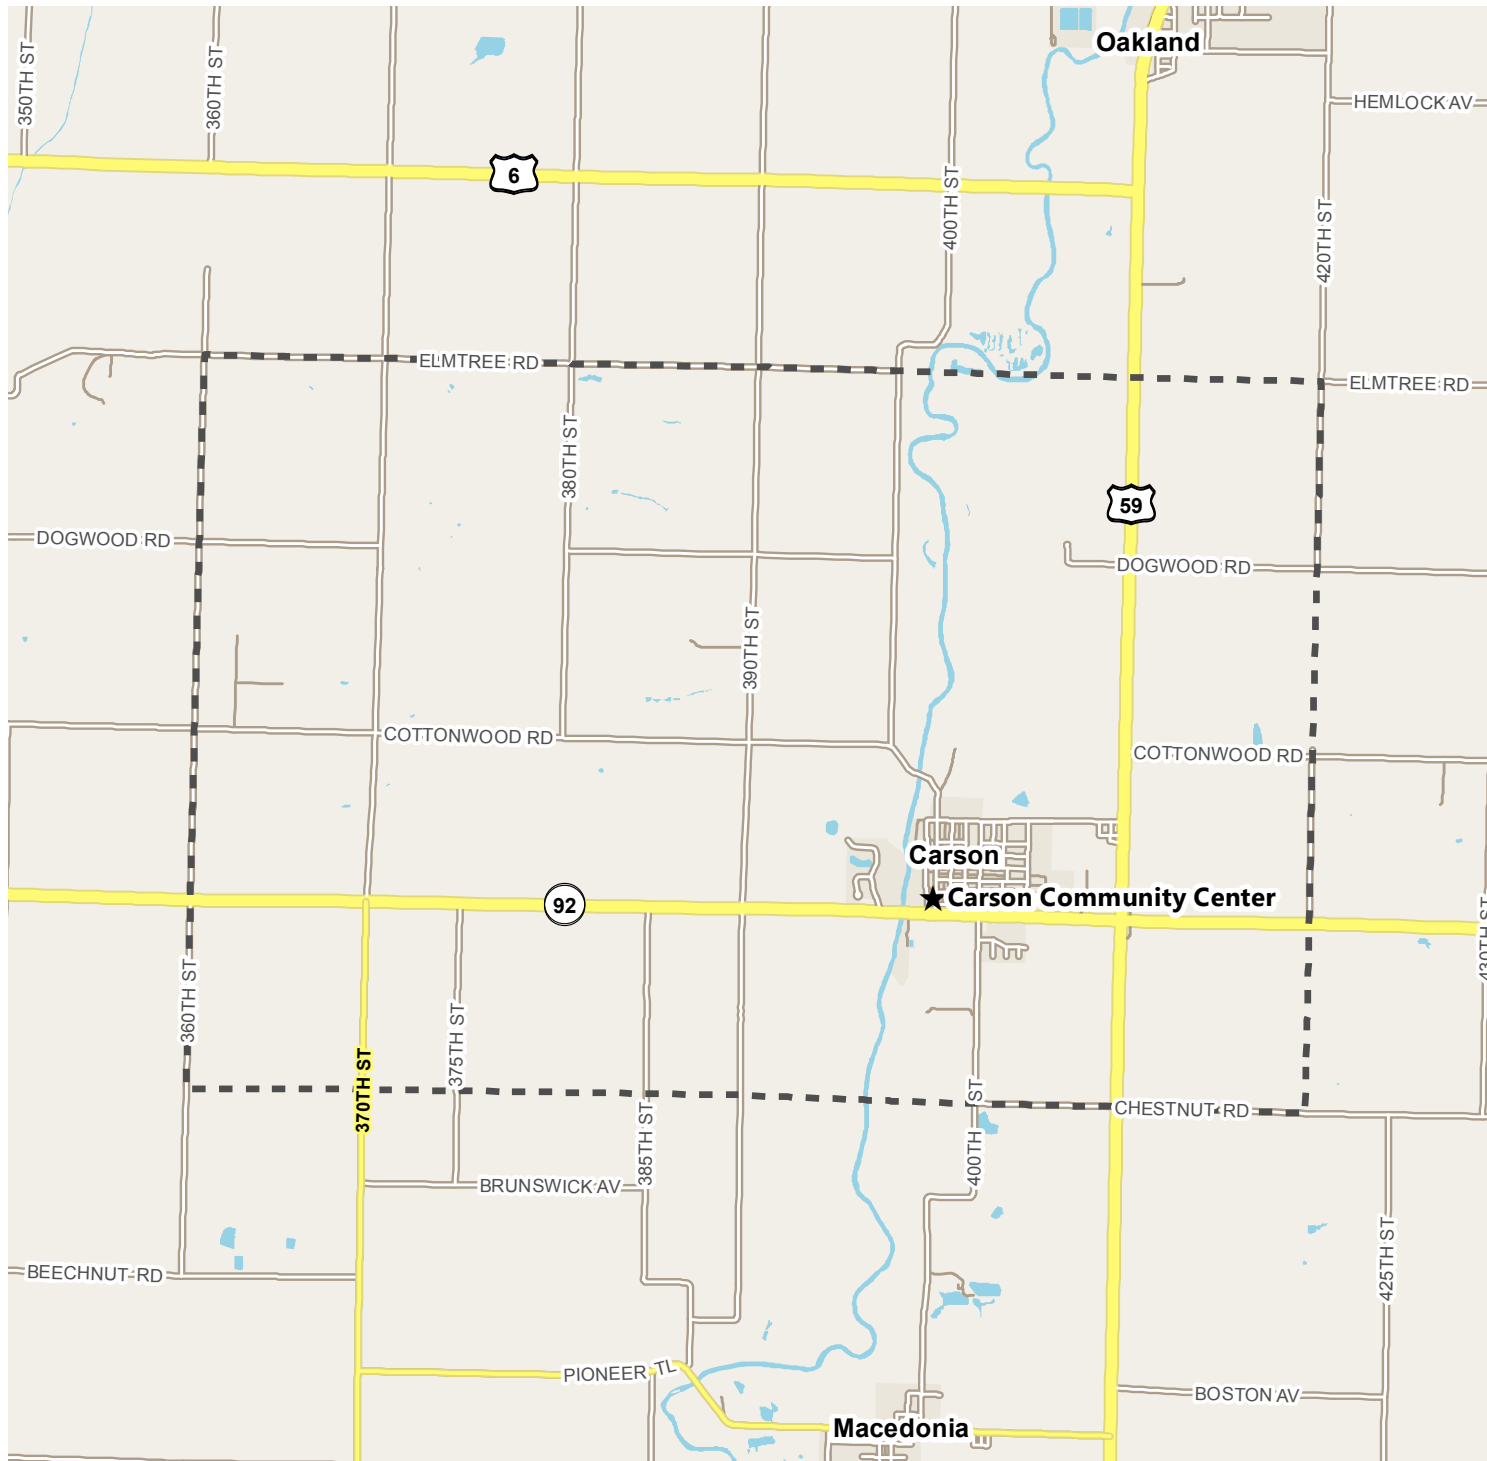 Oakland
350TH ST
360TH ST
HEMLOCK AV
6
400TH ST
420TH ST
ELMTREE RD
ELMTREE RD
380TH ST
59
DOGWOOD RD
DOGWOOD RD
390TH ST
COTTONWOOD RD
COTTONWOOD RD
Carson
Carson Community Center
92
430TH ST
360TH ST
375TH ST
370TH ST
400TH ST
385TH ST
CHESTNUT RD
BRUNSWICK AV
BEECHNUT RD
425TH ST
PIONEER TL
BOSTON AV
Macedonia